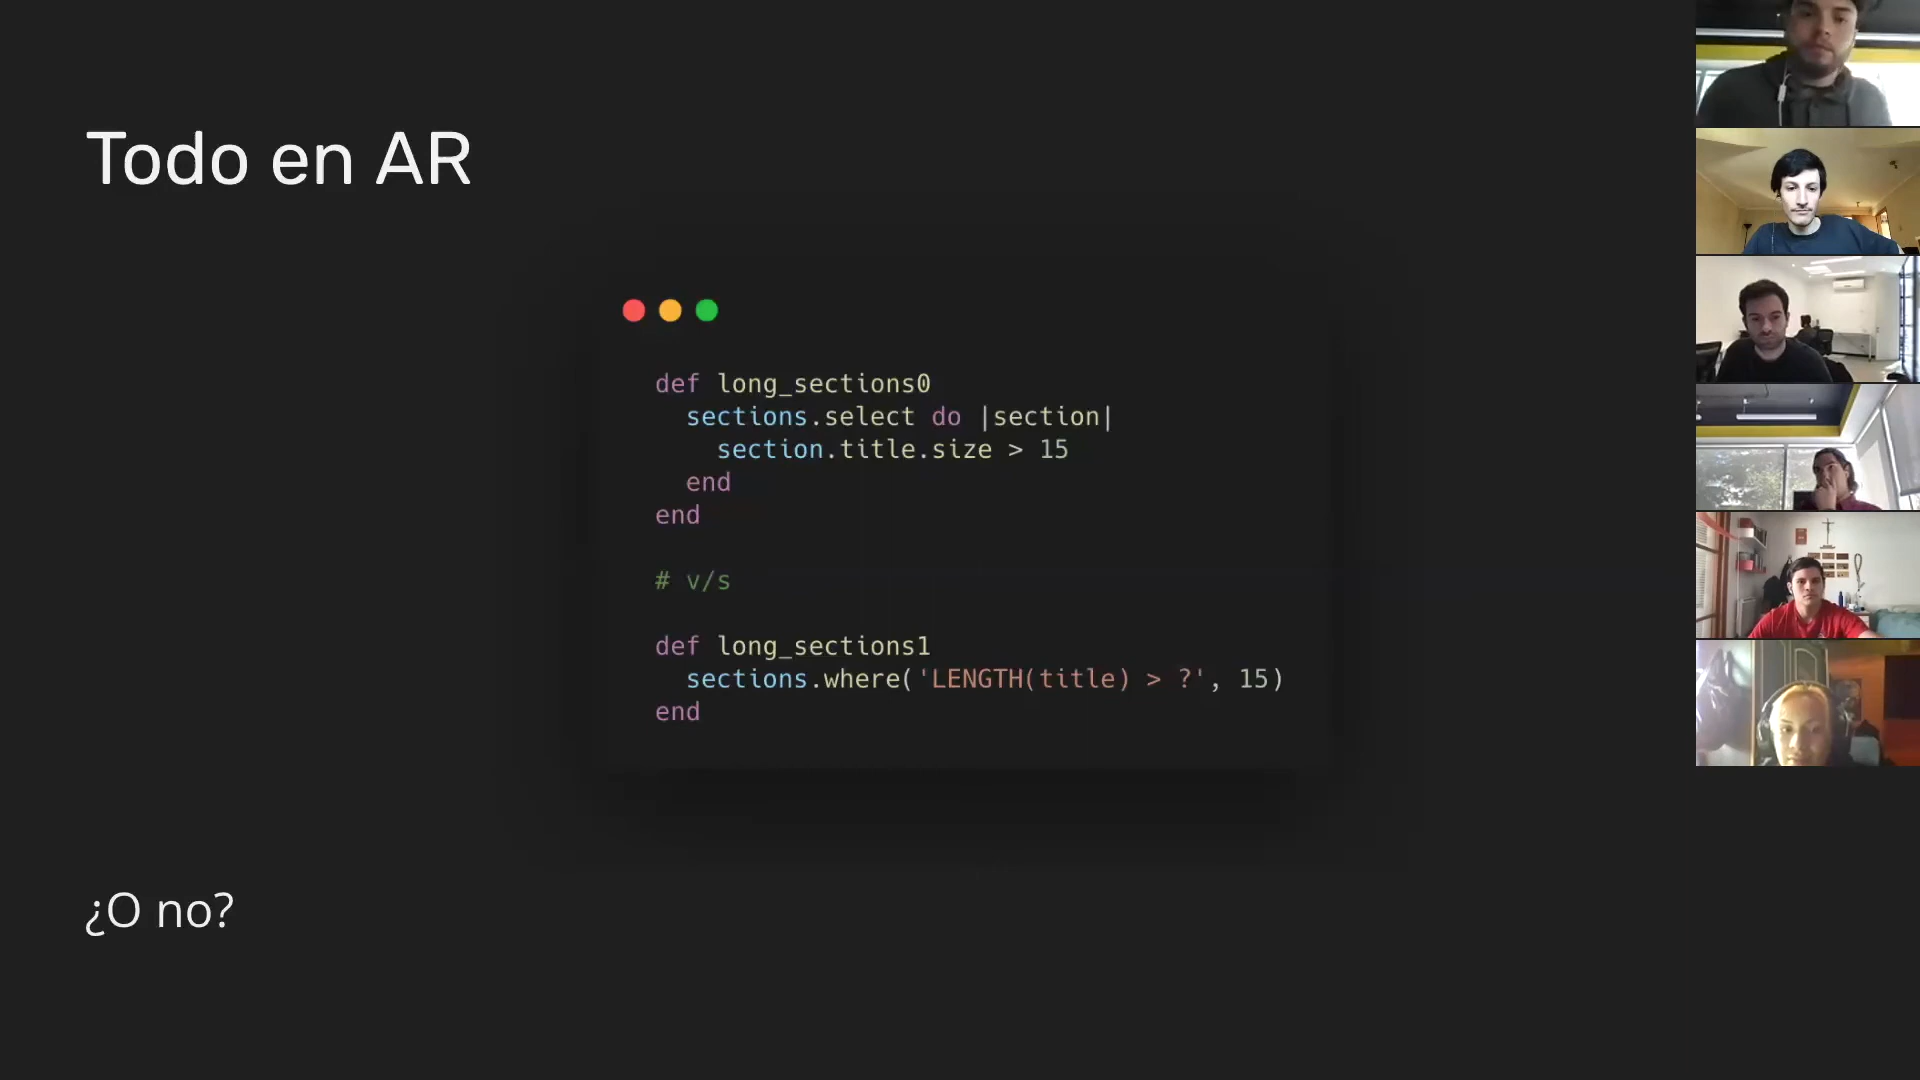 Todo en AR
def long_sections0
  sections.select do |section|
    section.title.size > 15
  end
end
# v/s
def long_sections1
  sections.where('LENGTH(title) > ?', 15)
end
¿O no?